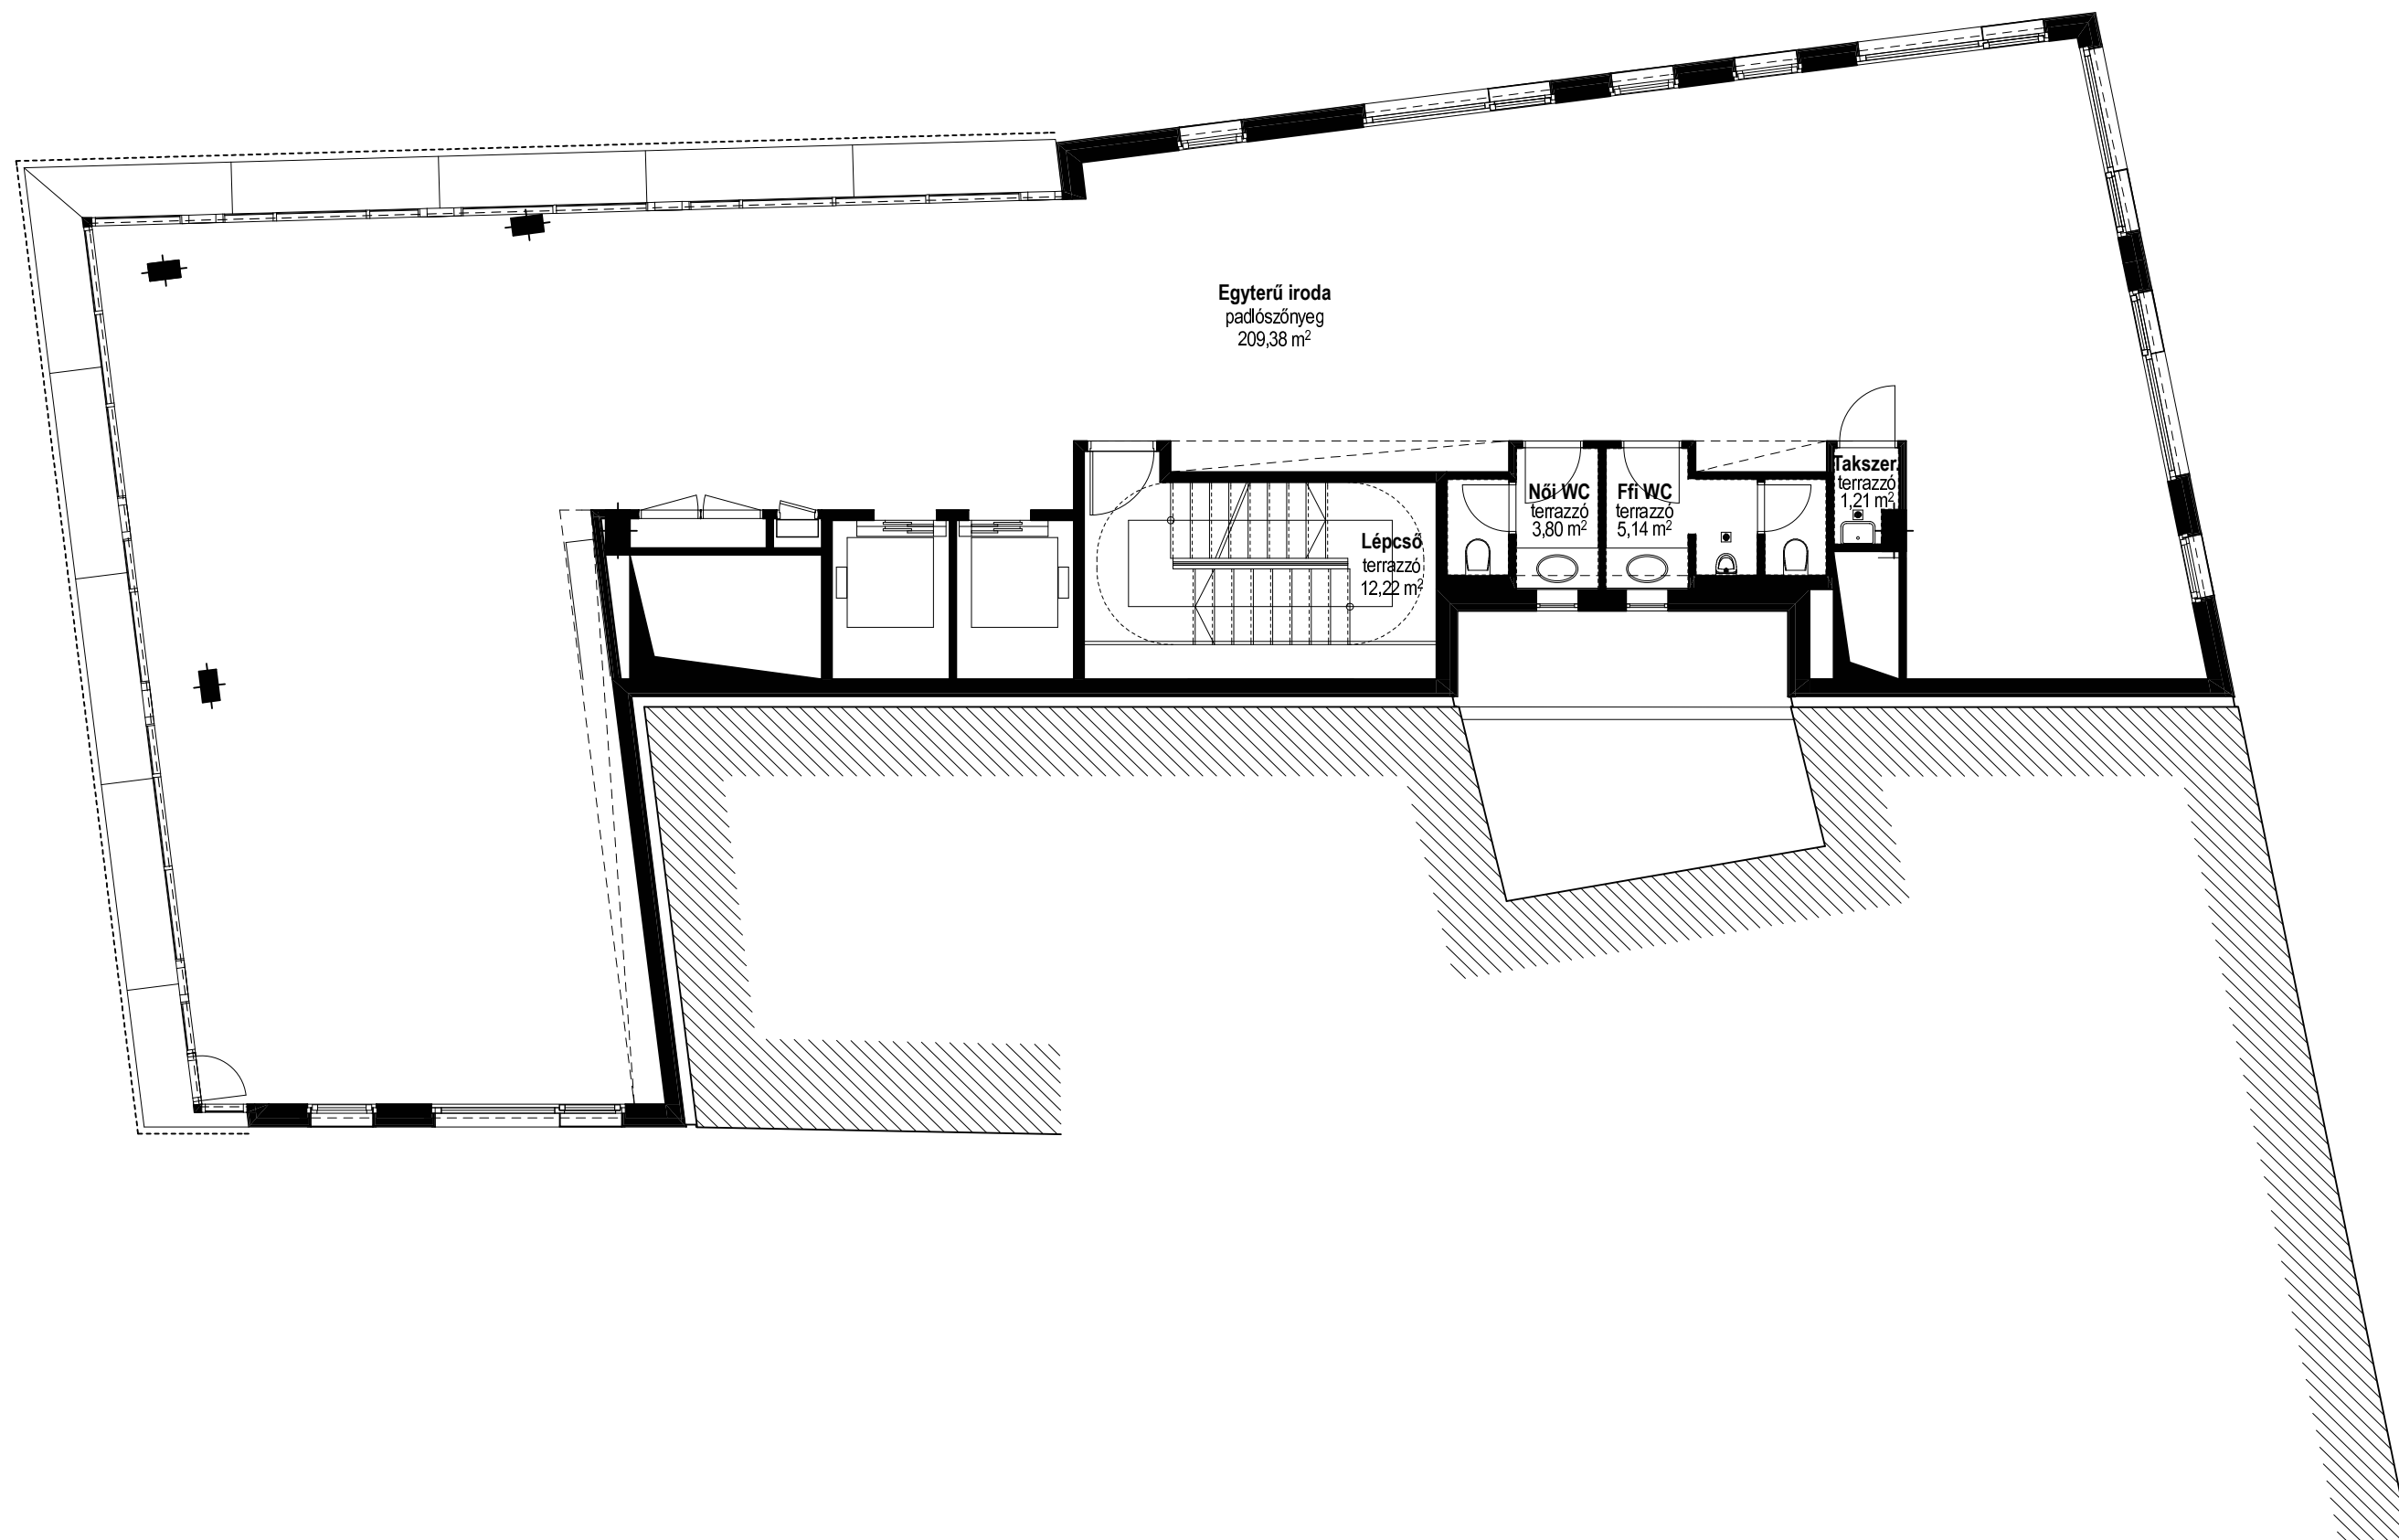 Egyterű iroda
padlószőnyeg
209,38 m²
Takszer.
terrazzó
1,21 m²
Női WC
terrazzó
3,80 m²
Ffi WC
terrazzó
5,14 m²
Lépcső
terrazzó
12,22 m²